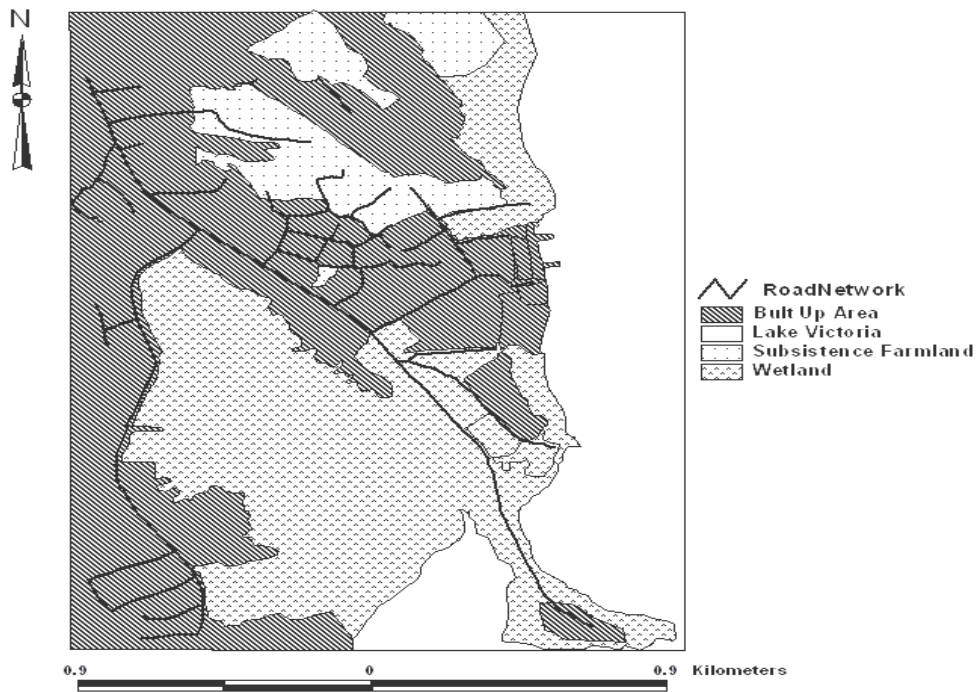 N
RoadNetwork
Bult Up Area
Lake Victoria
Subsistence Farmland
Wetland
0.9 0 0.9 Kilometers